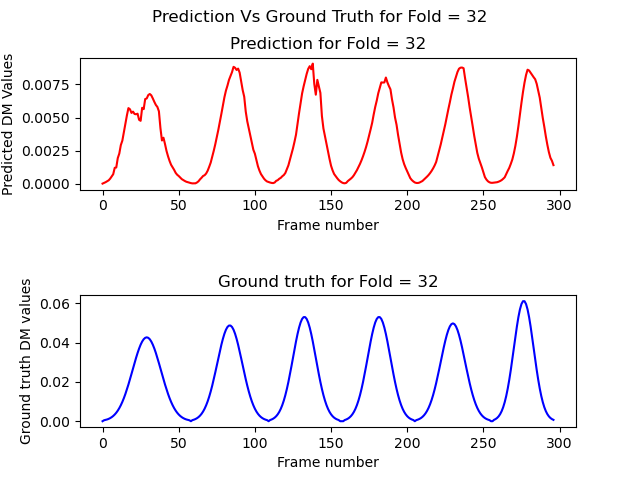 Prediction Vs Ground Truth for Fold = 32
Prediction for Fold = 32
Predicted DM Values
0.0075
0.0050
0.0025
0.0000
0 50 100 150 200 250 300
Frame number
Ground truth for Fold = 32
Ground truth DM values
0.06
0.04
0.02
0.00
0 50 100 150 200 250 300
Frame number